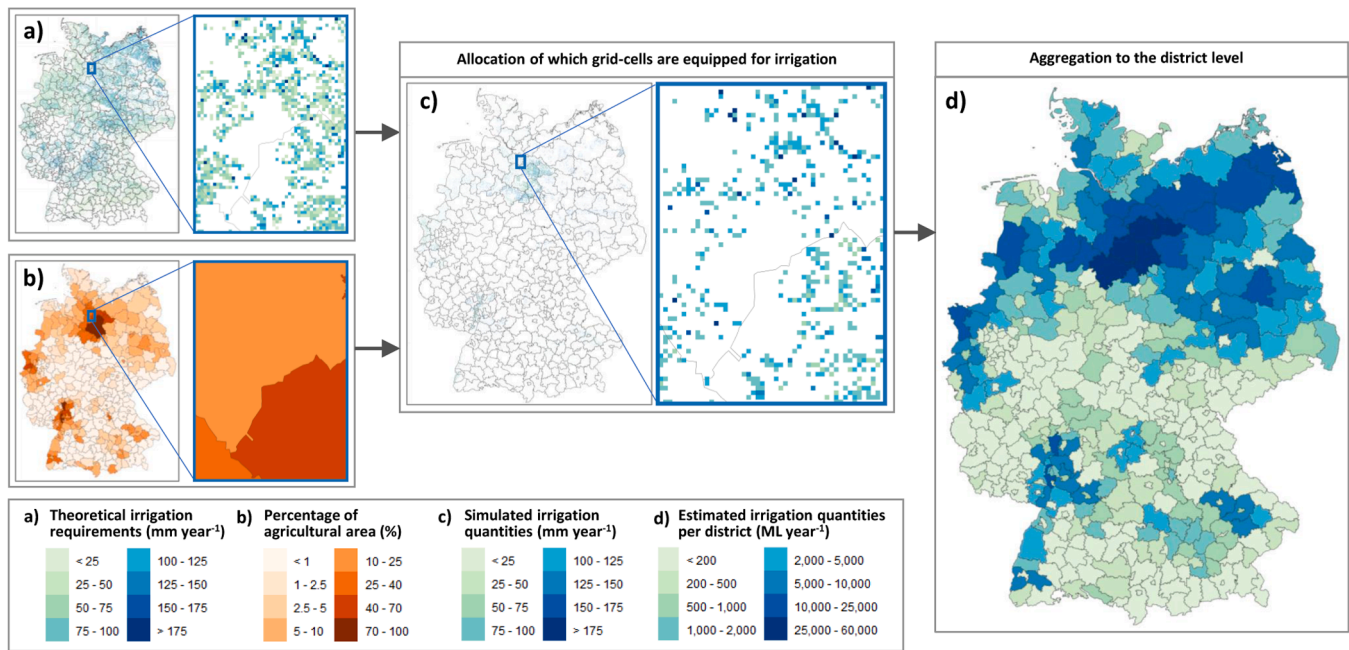 a)
b)
Allocation of which grid-cells are equipped for irrigation
c)
Aggregation to the district level
d)
a) Theoretical irrigation
requirements (mm year⁻¹)
< 25
25 - 50
50 - 75
75 - 100
100 - 125
125 - 150
150 - 175
> 175
b) Percentage of
agricultural area (%)
< 1
1 - 2.5
2.5 - 5
5 - 10
10 - 25
25 - 40
40 - 70
70 - 100
c) Simulated irrigation
quantities (mm year⁻¹)
< 25
25 - 50
50 - 75
75 - 100
100 - 125
125 - 150
150 - 175
> 175
d) Estimated irrigation quantities
per district (ML year⁻¹)
< 200
200 - 500
500 - 1,000
1,000 - 2,000
2,000 - 5,000
5,000 - 10,000
10,000 - 25,000
25,000 - 60,000